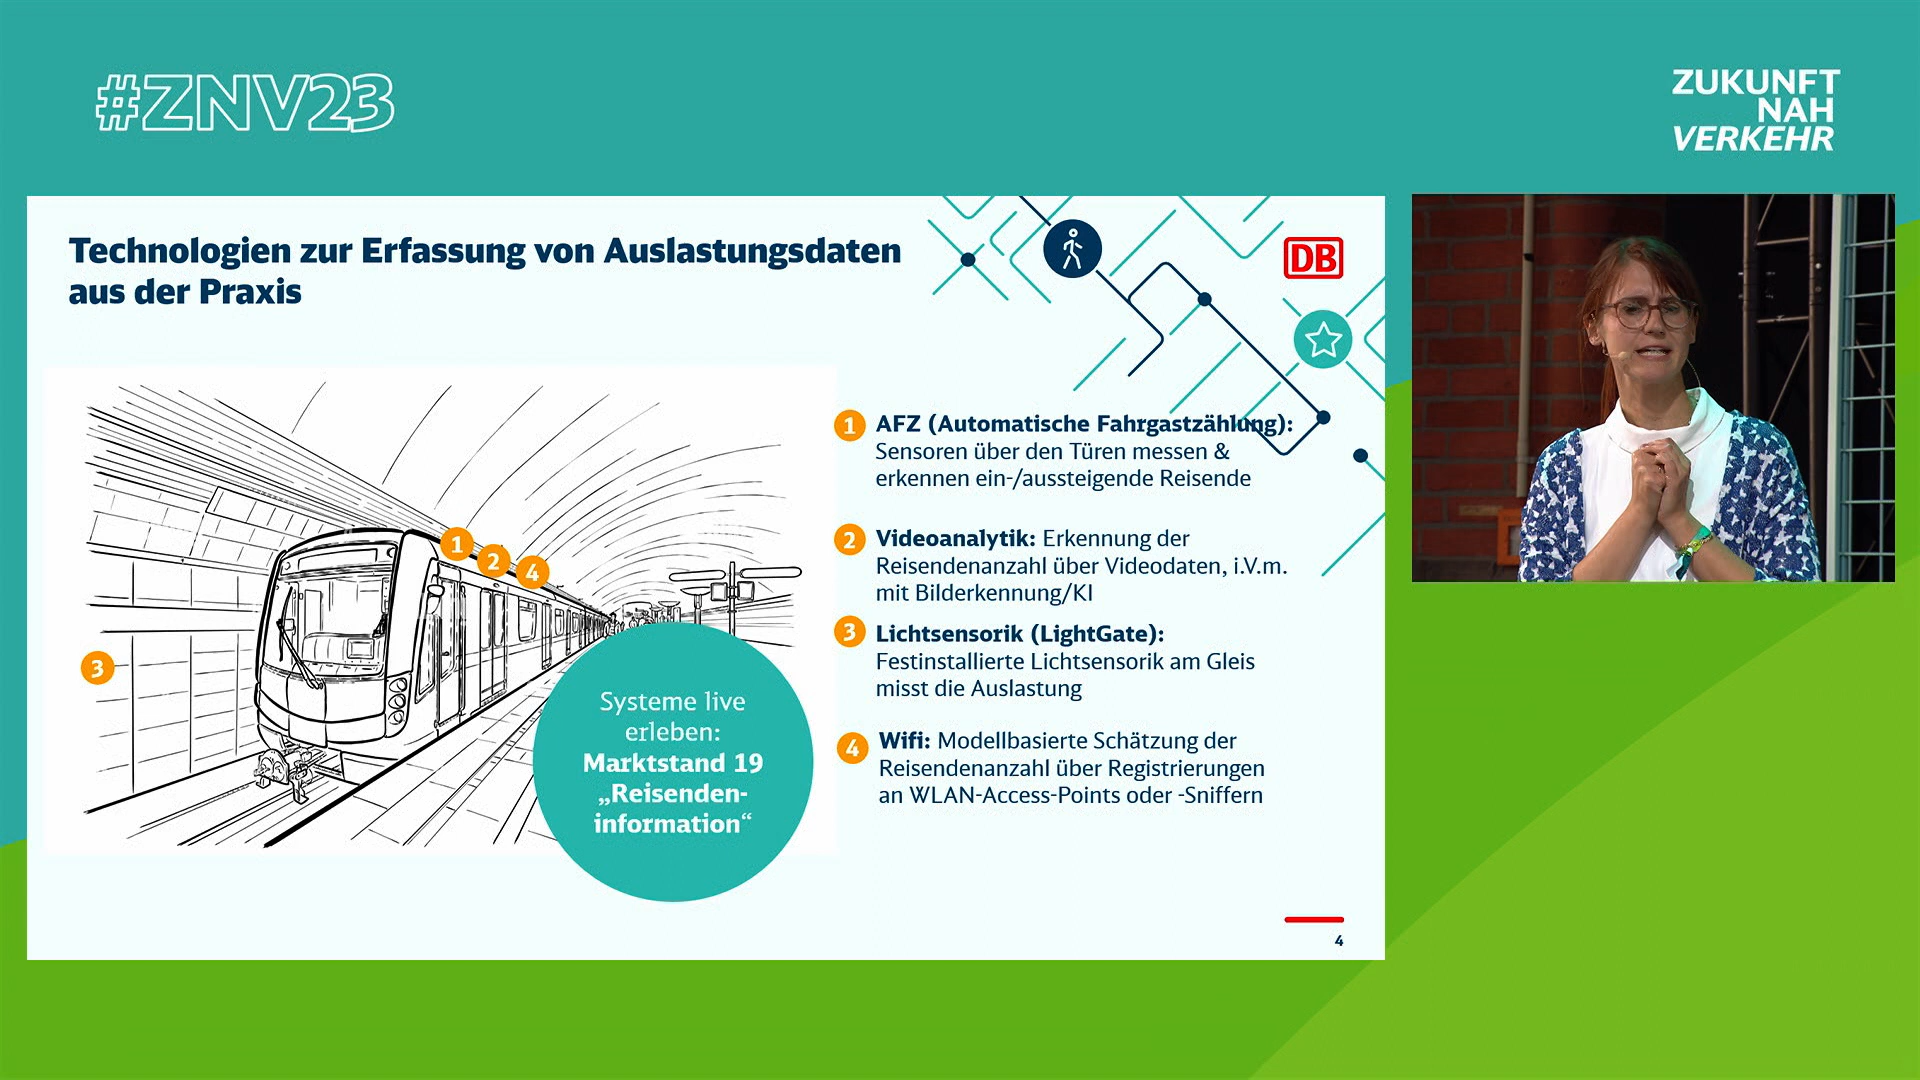 #ZNV23
ZUKUNFT
NAH
VERKEHR
Technologien zur Erfassung von Auslastungsdaten
aus der Praxis
DB
1 AFZ (Automatische Fahrgastzählung):
Sensoren über den Türen messen &
erkennen ein-/aussteigende Reisende
2 Videoanalytik: Erkennung der
Reisendenanzahl über Videodaten, i.V.m.
mit Bilderkennung/KI
3 Lichtsensorik (LightGate):
Festinstallierte Lichtsensorik am Gleis
misst die Auslastung
4 Wifi: Modellbasierte Schätzung der
Reisendenanzahl über Registrierungen
an WLAN-Access-Points oder -Sniffern
1
2
4
3
Systeme live
erleben:
Marktstand 19
„Reisenden-
information“
4